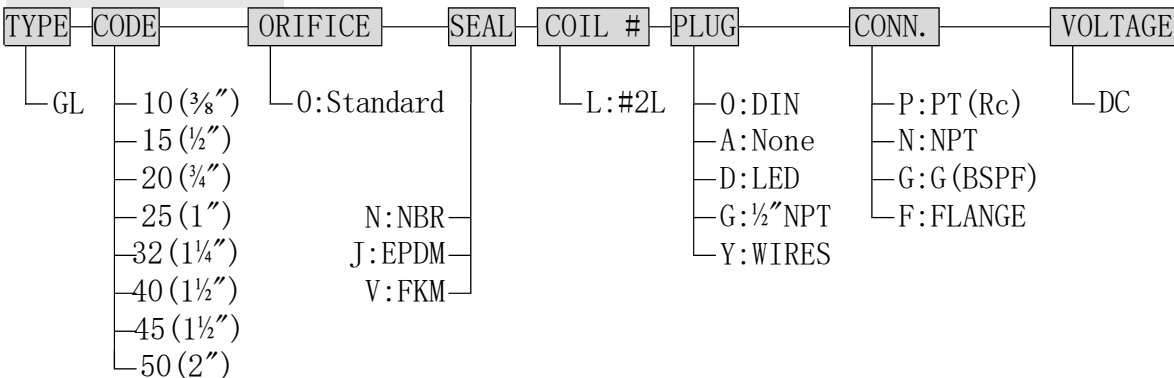 TYPE CODE ORIFICE SEAL COIL # PLUG CONN. VOLTAGE
GL 10(⅜″) 0:Standard L:#2L 0:DIN P:PT(Rc) DC
15(½″) A:None N:NPT
20(¾″) D:LED G:G(BSPF)
25(1″) N:NBR G:½″NPT F:FLANGE
32(1¼″) J:EPDM Y:WIRES
40(1½″) V:FKM
45(1½″)
50(2″)